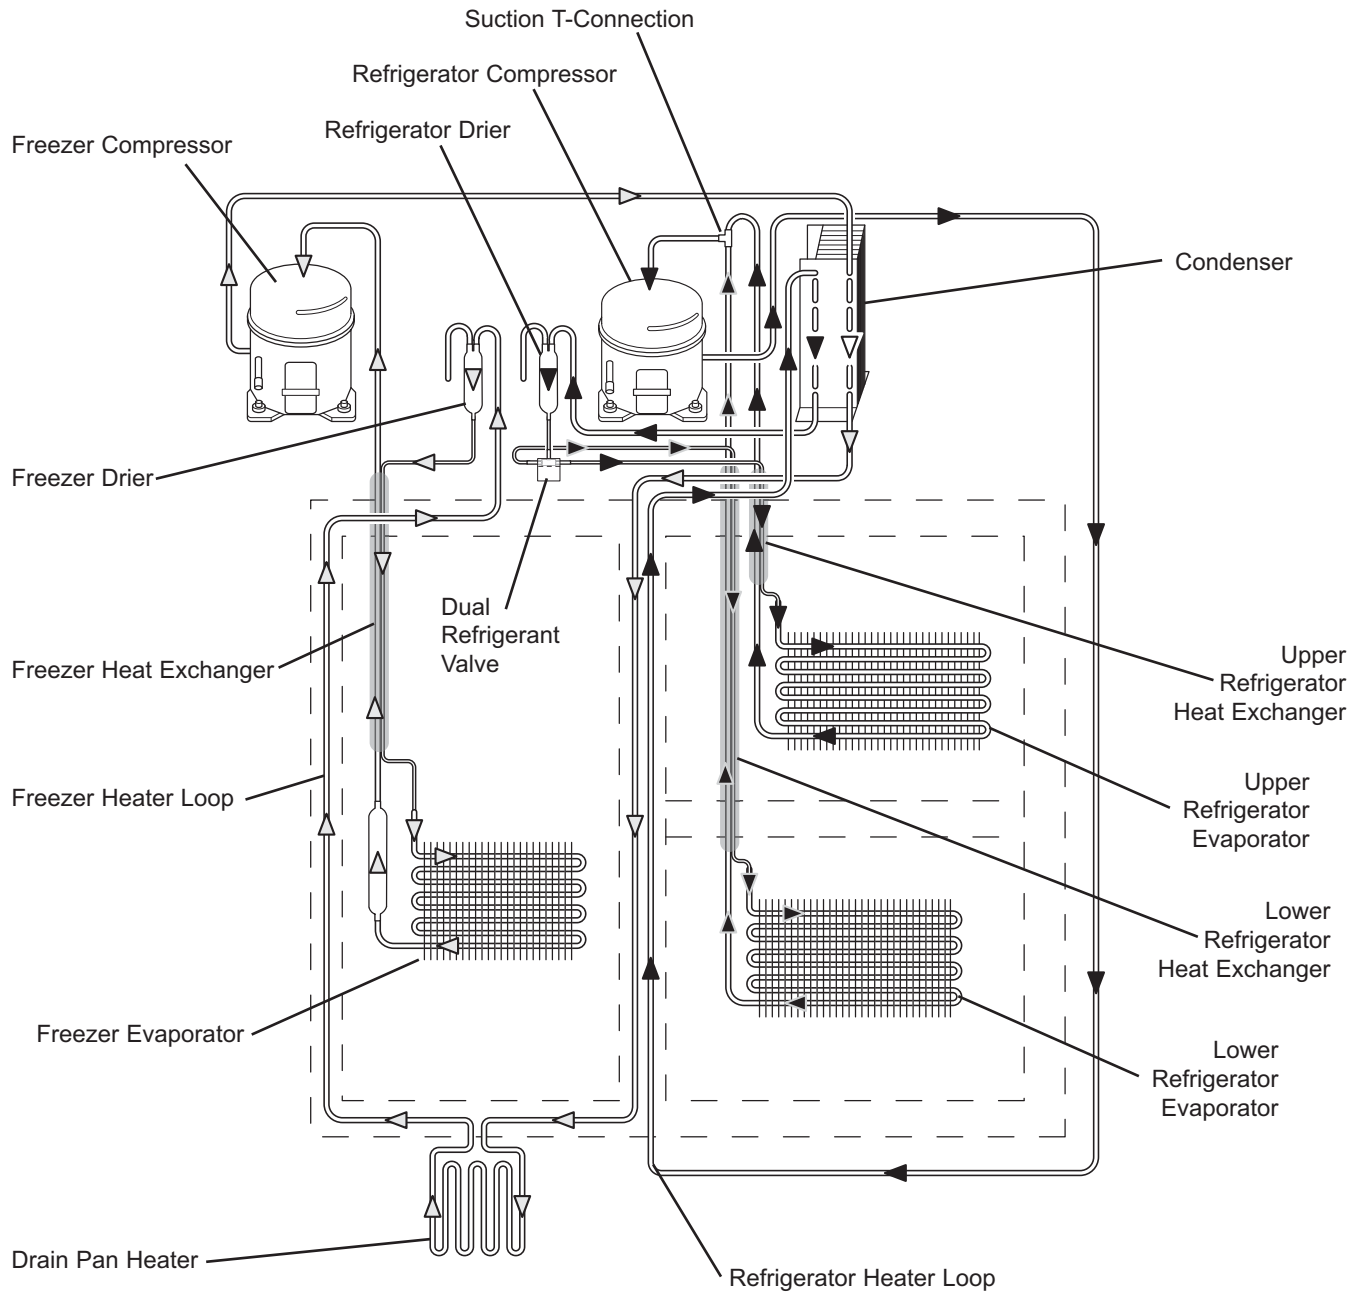 Suction T-Connection
Refrigerator Compressor
Refrigerator Drier
Freezer Compressor
Condenser
Freezer Drier
Dual
Refrigerant
Valve
Freezer Heat Exchanger
Upper
Refrigerator
Heat Exchanger
Freezer Heater Loop
Upper
Refrigerator
Evaporator
Lower
Refrigerator
Heat Exchanger
Freezer Evaporator
Lower
Refrigerator
Evaporator
Drain Pan Heater
Refrigerator Heater Loop